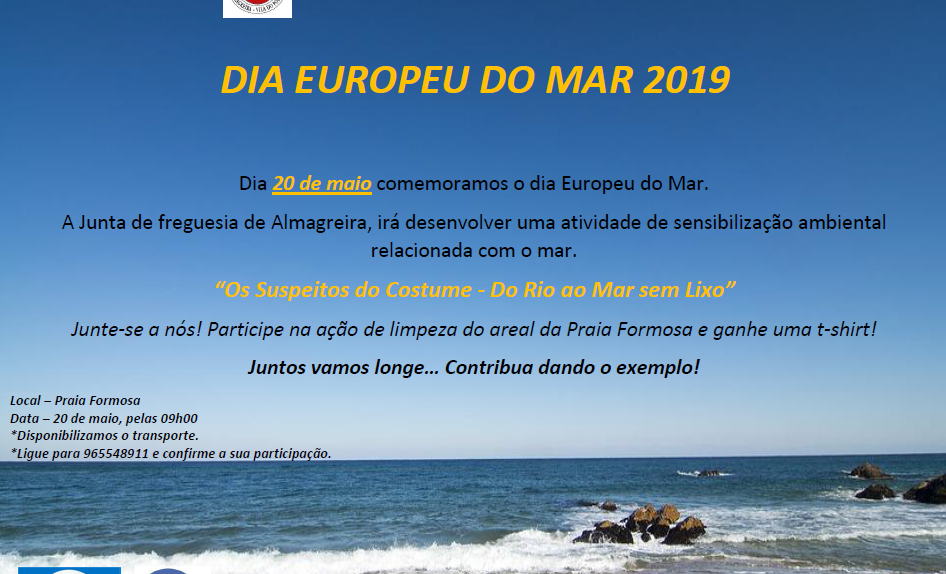 DIA EUROPEU DO MAR 2019
Dia 20 de maio comemoramos o dia Europeu do Mar.
A Junta de freguesia de Almagreira, irá desenvolver uma atividade de sensibilização ambiental
relacionada com o mar.
“Os Suspeitos do Costume - Do Rio ao Mar sem Lixo”
Junte-se a nós! Participe na ação de limpeza do areal da Praia Formosa e ganhe uma t-shirt!
Juntos vamos longe... Contribua dando o exemplo!
Local – Praia Formosa
Data – 20 de maio, pelas 09h00
*Disponibilizamos o transporte.
*Ligue para 965548911 e confirme a sua participação.